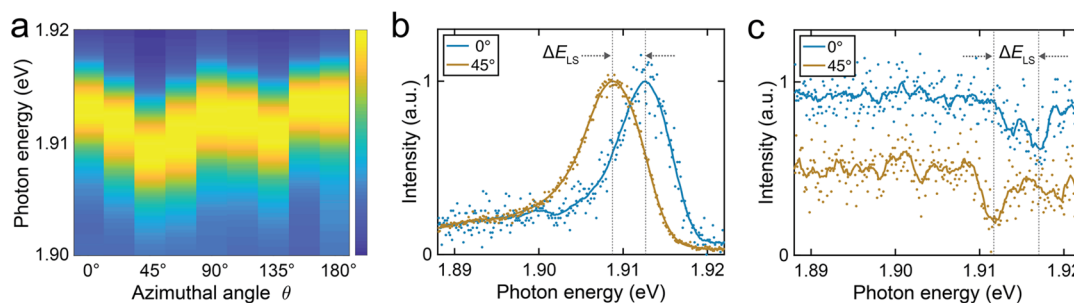 a
1.92
1.91
1.90
Photon energy (eV)
0° 45° 90° 135° 180°
Azimuthal angle θ
b
0°
45°
ΔE_LS
1
0
Intensity (a.u.)
1.89 1.90 1.91 1.92
Photon energy (eV)
c
0°
45°
ΔE_LS
1
0
Intensity (a.u.)
1.89 1.90 1.91 1.92
Photon energy (eV)